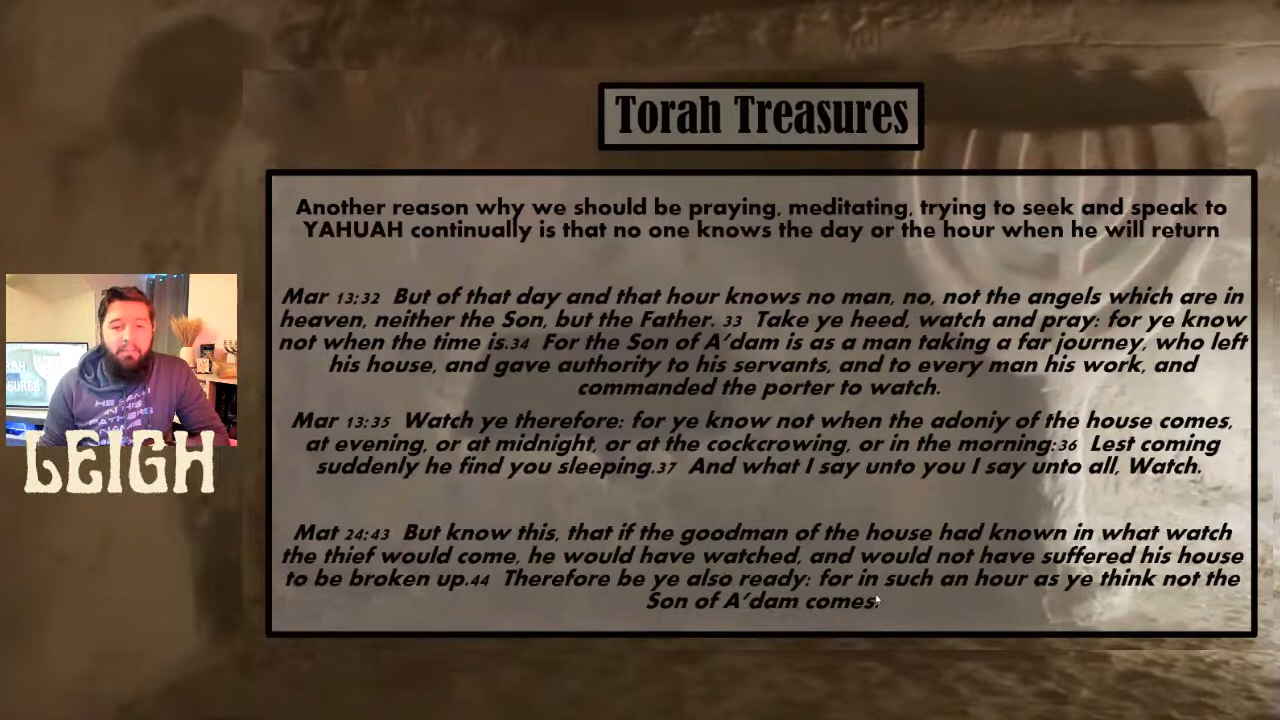 Torah Treasures
Another reason why we should be praying, meditating, trying to seek and speak to
YAHUAH continually is that no one knows the day or the hour when he will return
Mar 13:32 But of that day and that hour knows no man, no, not the angels which are in
heaven, neither the Son, but the Father. 33 Take ye heed, watch and pray: for ye know
not when the time is.34 For the Son of A'dam is as a man taking a far journey, who left
his house, and gave authority to his servants, and to every man his work, and
commanded the porter to watch.
Mar 13:35 Watch ye therefore: for ye know not when the adoniy of the house comes,
at evening, or at midnight, or at the cockcrowing, or in the morning:36 Lest coming
suddenly he find you sleeping.37 And what I say unto you I say unto all, Watch.
Mat 24:43 But know this, that if the goodman of the house had known in what watch
the thief would come, he would have watched, and would not have suffered his house
to be broken up.44 Therefore be ye also ready: for in such an hour as ye think not the
Son of A'dam comes.
HE
IN HIS
FATHERS
NAME
LEIGH